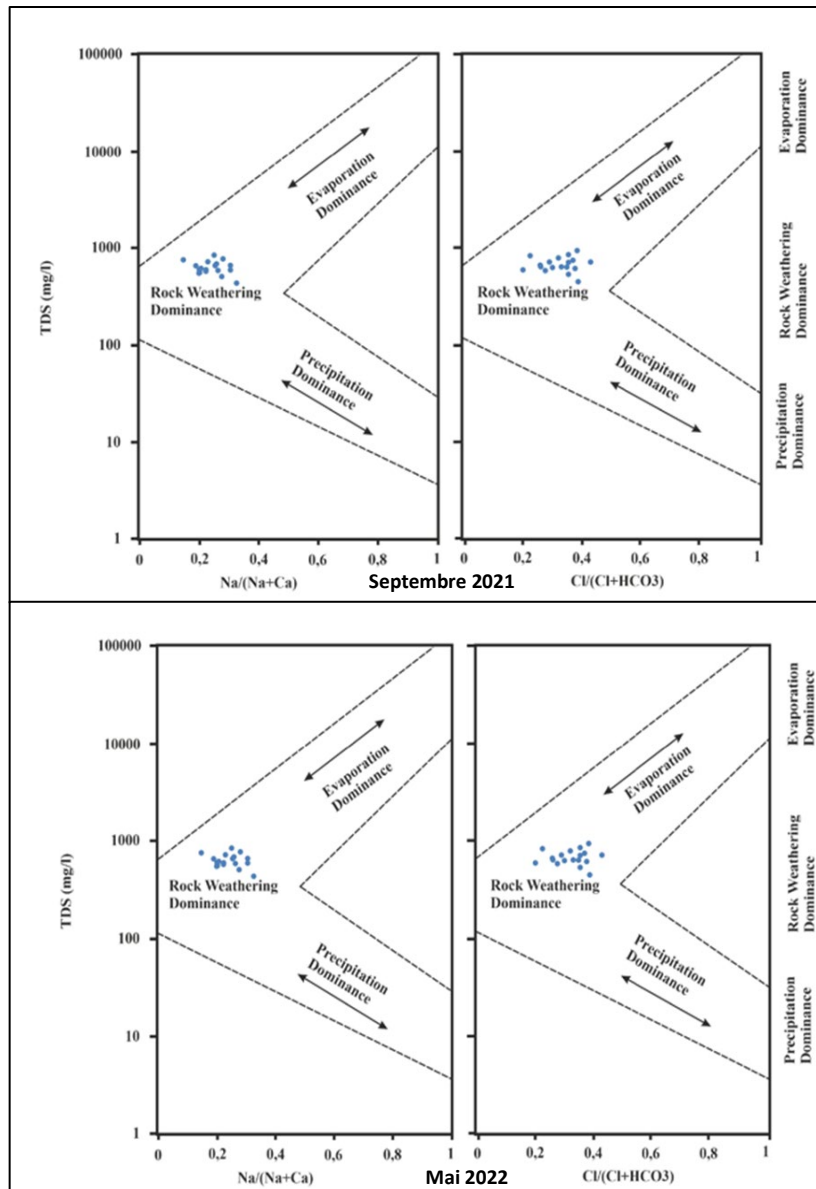 100000
10000
1000
100
10
1
TDS (mg/l)
Evaporation
Dominance
Rock Weathering
Dominance
Precipitation
Dominance
0 0,2 0,4 0,6 0,8 1
Na/(Na+Ca)
Evaporation
Dominance
Rock Weathering
Dominance
Precipitation
Dominance
0 0,2 0,4 0,6 0,8 1
Cl/(Cl+HCO3)
Evaporation
Dominance
Rock Weathering
Dominance
Precipitation
Dominance
Septembre 2021
100000
10000
1000
100
10
1
TDS (mg/l)
Evaporation
Dominance
Rock Weathering
Dominance
Precipitation
Dominance
0 0,2 0,4 0,6 0,8 1
Na/(Na+Ca)
Evaporation
Dominance
Rock Weathering
Dominance
Precipitation
Dominance
0 0,2 0,4 0,6 0,8 1
Cl/(Cl+HCO3)
Evaporation
Dominance
Rock Weathering
Dominance
Precipitation
Dominance
Mai 2022